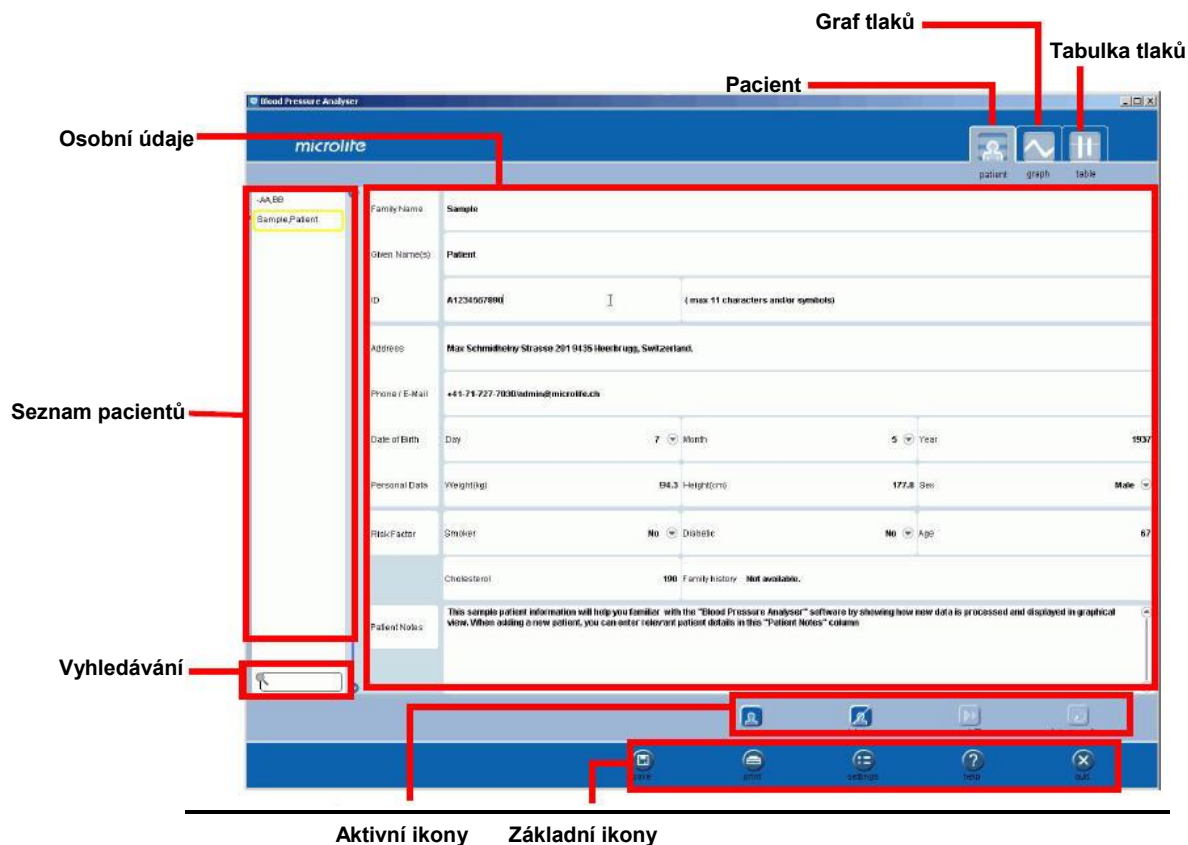 Graf tlaků
Tabulka tlaků
Pacient
Blood Pressure Analyser
Osobní údaje
microlife
patient graph table
-AA,BB
Sample,Patient
Family Name Sample
Given Name(s) Patient
ID A1234567890 ( max 11 characters and/or symbols)
Address Max Schmidheiny Strasse 201 9435 Heerbrugg, Switzerland.
Phone / E-Mail +41-71-727-7030/admin@microlife.ch
Seznam pacientů
Date of Birth Day 7 Month 5 Year 1937
Personal Data Weight(kg) 94.3 Height(cm) 177.8 Sex Male
Risk Factor Smoker No Diabetic No Age 67
Cholesterol 190 Family history Not available.
This sample patient information will help you familiar with the "Blood Pressure Analyser" software by showing how new data is processed and displayed in graphical
Patient Notes view. When adding a new patient, you can enter relevant patient details in this "Patient Notes" column
Vyhledávání
save print settings help quit
Aktivní ikony Základní ikony